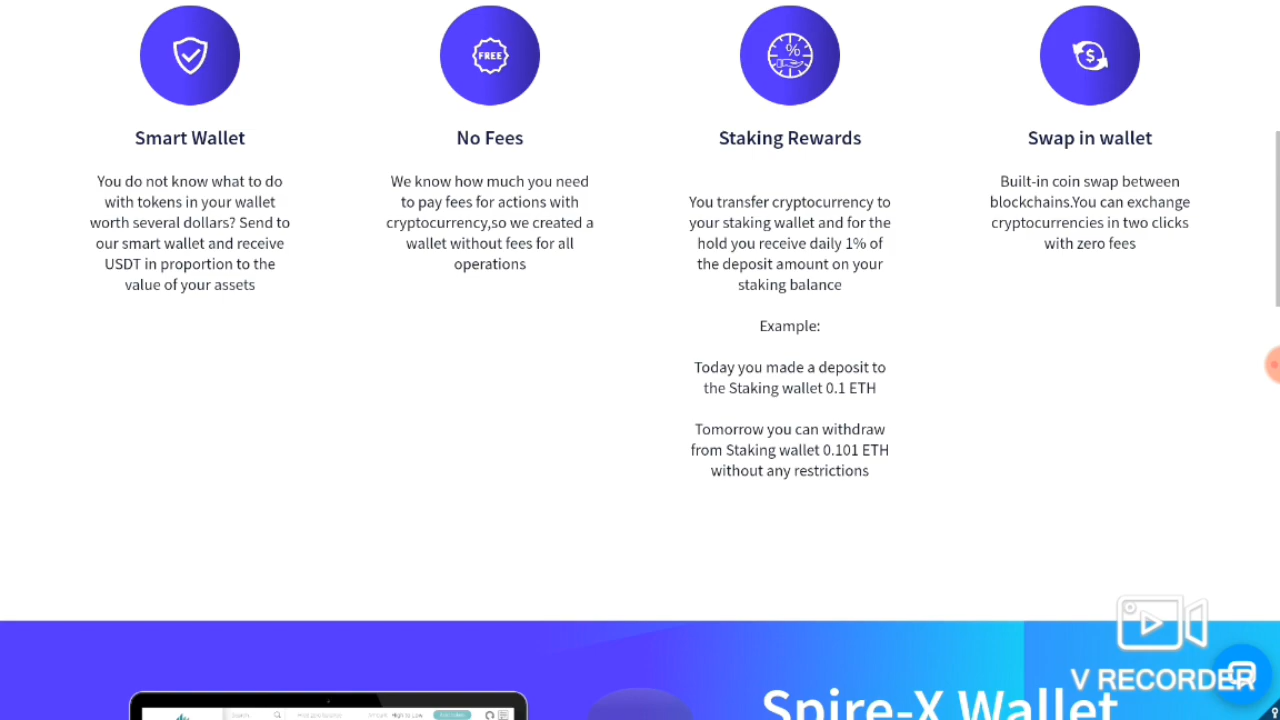 FREE
%
$
Smart Wallet
You do not know what to do
with tokens in your wallet
worth several dollars? Send to
our smart wallet and receive
USDT in proportion to the
value of your assets
No Fees
We know how much you need
to pay fees for actions with
cryptocurrency,so we created a
wallet without fees for all
operations
Staking Rewards
You transfer cryptocurrency to
your staking wallet and for the
hold you receive daily 1% of
the deposit amount on your
staking balance
Example:
Today you made a deposit to
the Staking wallet 0.1 ETH
Tomorrow you can withdraw
from Staking wallet 0.101 ETH
without any restrictions
Swap in wallet
Built-in coin swap between
blockchains.You can exchange
cryptocurrencies in two clicks
with zero fees
V RECORDER
Spire-X Wallet
Search
High to Low